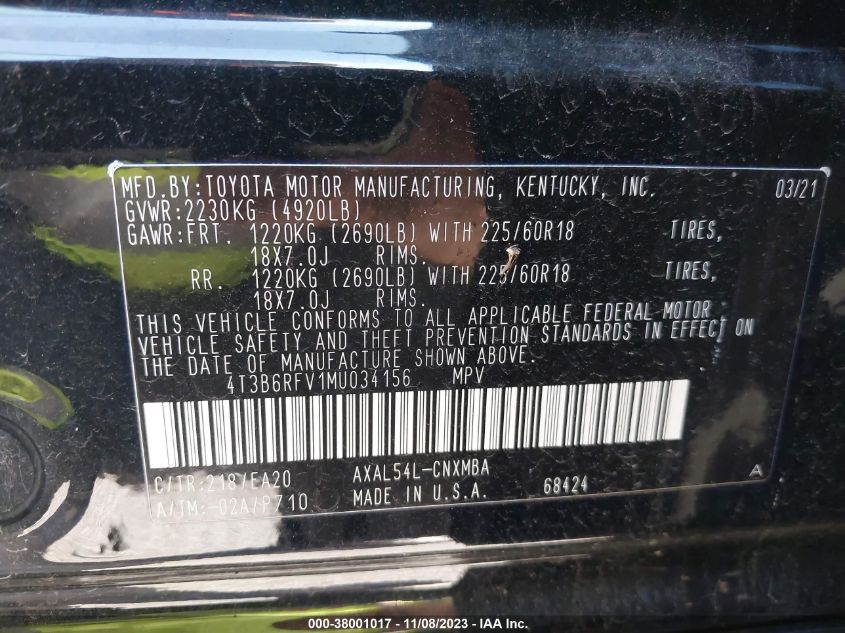 MFD.BY:TOYOTA MOTOR MANUFACTURING, KENTUCKY, INC. 03/21
GVWR:2230KG (4920LB)
GAWR:FRT. 1220KG (2690LB) WITH 225/60R18 TIRES,
18X7.0J RIMS.
RR. 1220KG (2690LB) WITH 225/60R18 TIRES,
18X7.0J RIMS.
THIS VEHICLE CONFORMS TO ALL APPLICABLE FEDERAL MOTOR
VEHICLE SAFETY AND THEFT PREVENTION STANDARDS IN EFFECT ON
THE DATE OF MANUFACTURE SHOWN ABOVE.
4T3B6RFV1MU034156 MPV
C/TR:218/EA20 AXAL54L-CNXMBA A
A/TM:-02A/P710 MADE IN U.S.A. 68424
000-38001017 - 11/08/2023 - IAA Inc.